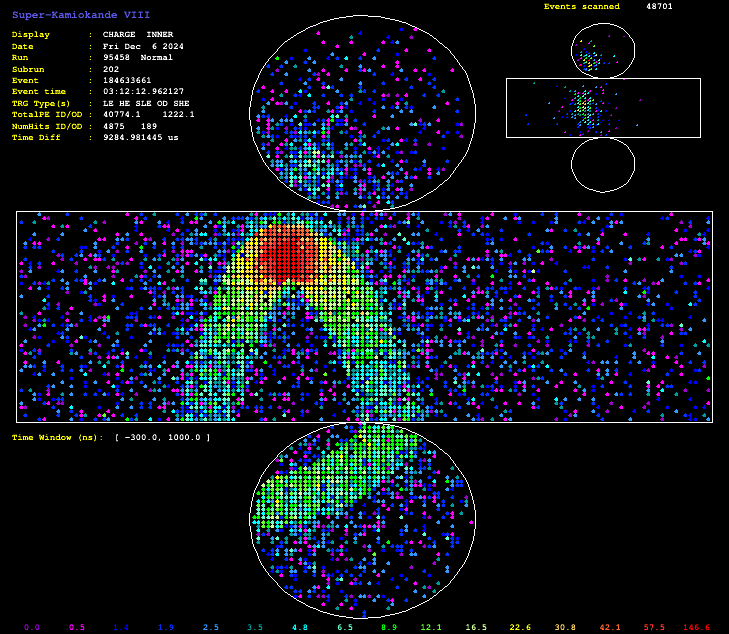 Super-Kamiokande VIII
Display : CHARGE INNER
Date : Fri Dec 6 2024
Run : 95458 Normal
Subrun : 202
Event : 184633661
Event time : 03:12:12.962127
TRG Type(s) : LE HE SLE OD SHE
TotalPE ID/OD : 40774.1 1222.1
NumHits ID/OD : 4875 189
Time Diff : 9284.981445 us
Events scanned 48701
Time Window (ns): [ -300.0, 1000.0 ]
0.0 0.5 1.4 1.9 2.5 3.5 4.8 6.5 8.9 12.1 16.5 22.6 30.8 42.1 57.5 146.6